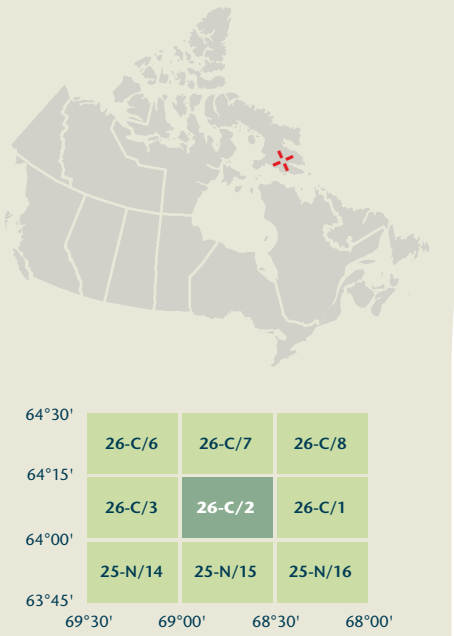 64°30'
26-C/6 26-C/7 26-C/8
64°15'
26-C/3 26-C/2 26-C/1
64°00'
25-N/14 25-N/15 25-N/16
63°45'
69°30' 69°00' 68°30' 68°00'